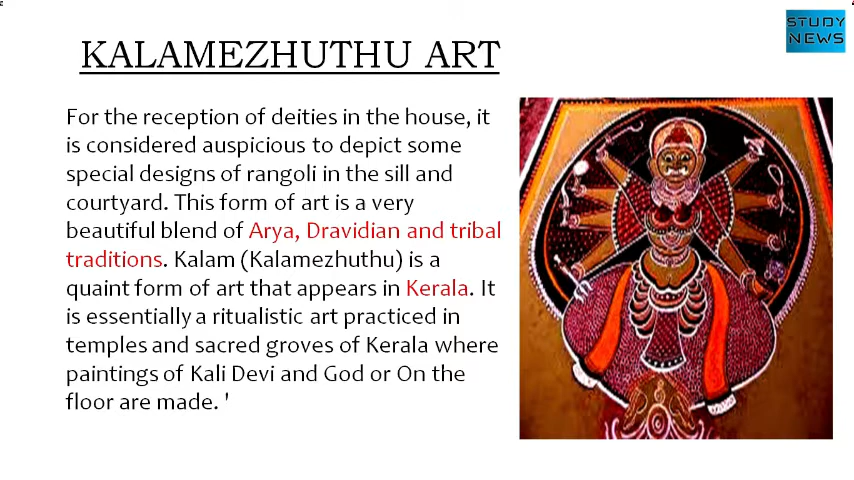 STUDY
NEWS
KALAMEZHUTHU ART
For the reception of deities in the house, it
is considered auspicious to depict some
special designs of rangoli in the sill and
courtyard. This form of art is a very
beautiful blend of Arya, Dravidian and tribal
traditions. Kalam (Kalamezhuthu) is a
quaint form of art that appears in Kerala. It
is essentially a ritualistic art practiced in
temples and sacred groves of Kerala where
paintings of Kali Devi and God or On the
floor are made. '